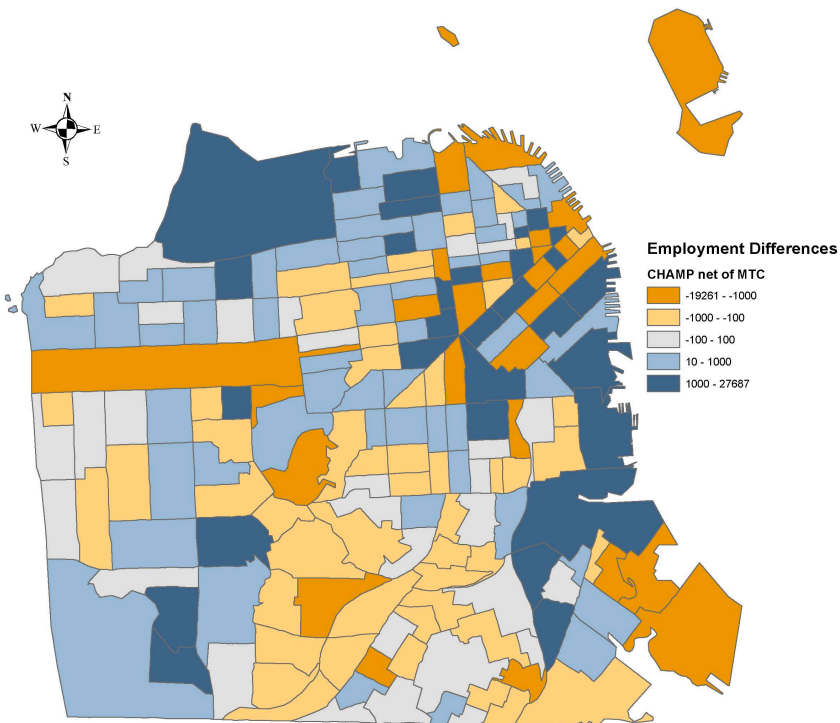 N
W E
S
Employment Differences
CHAMP net of MTC
-19261 - -1000
-1000 - -100
-100 - 100
10 - 1000
1000 - 27687